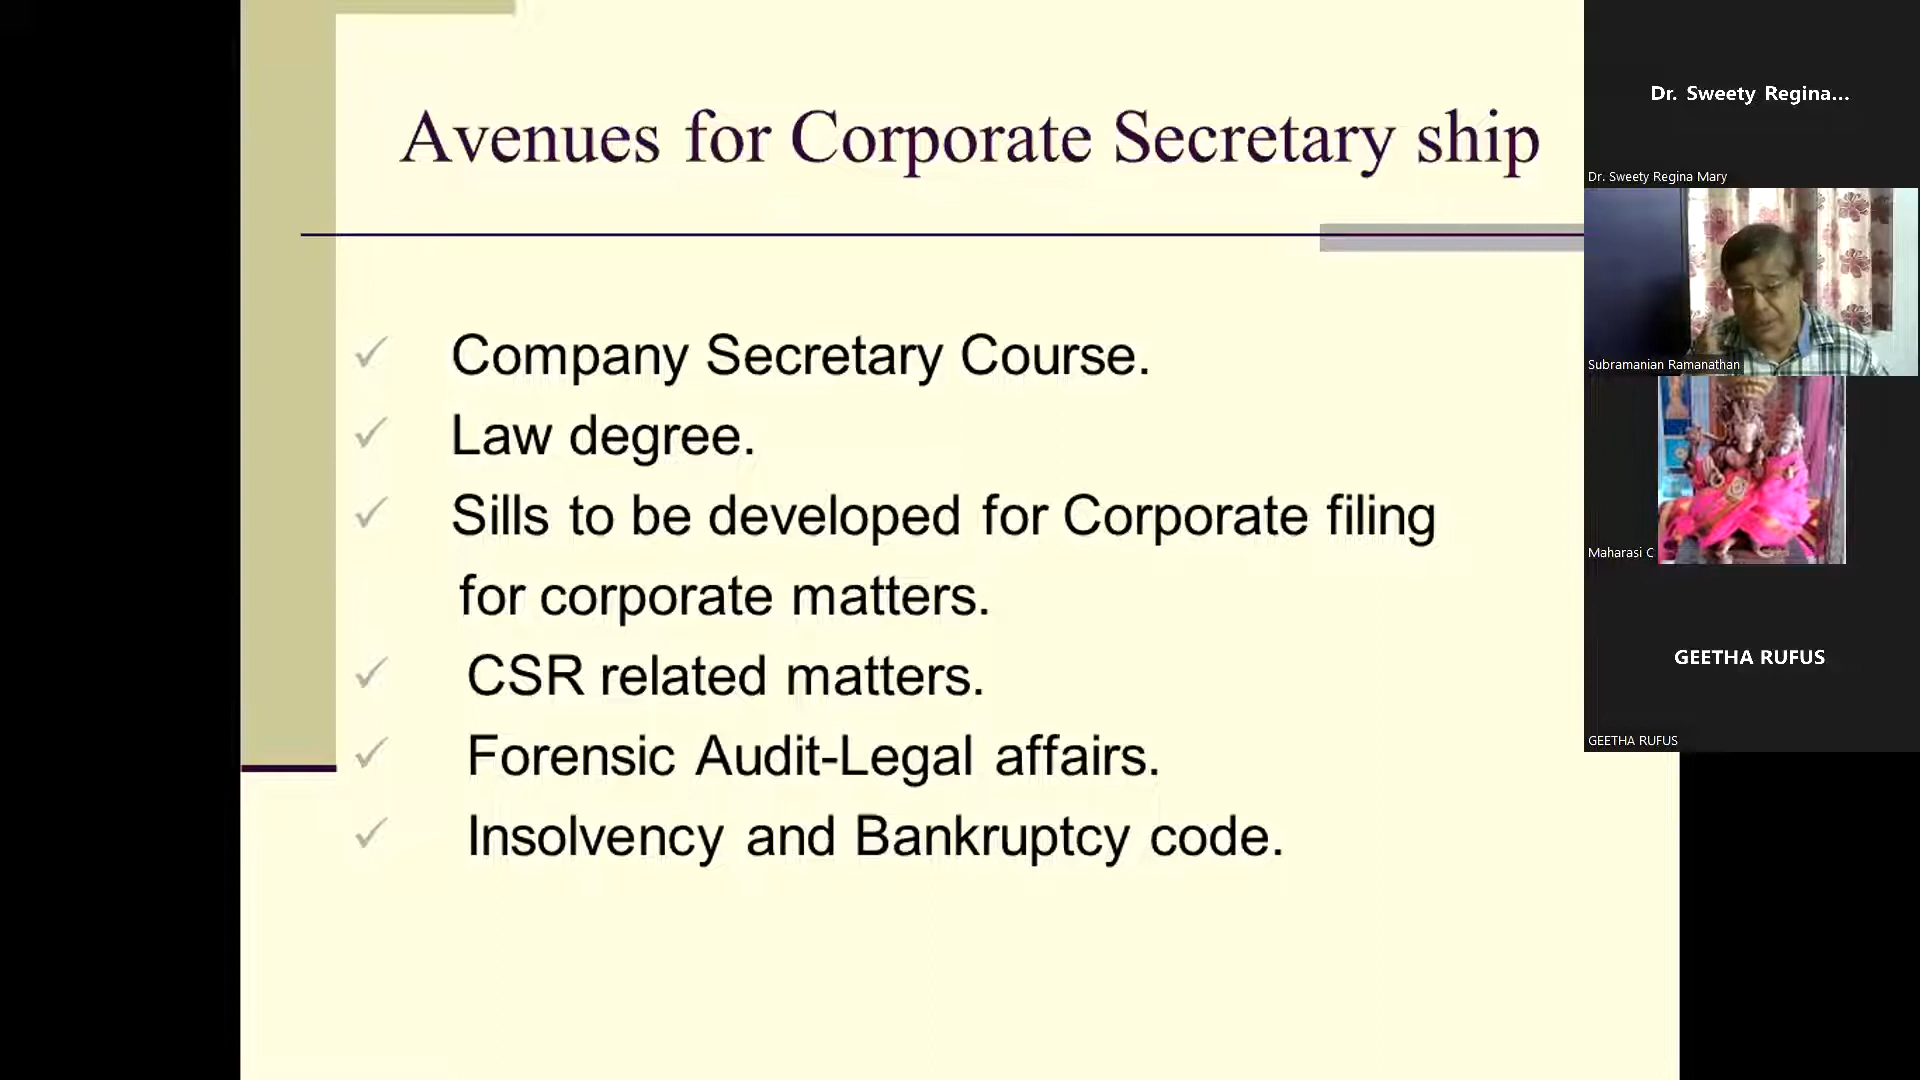 Avenues for Corporate Secretary ship
Company Secretary Course.
Law degree.
Sills to be developed for Corporate filing
for corporate matters.
CSR related matters.
Forensic Audit-Legal affairs.
Insolvency and Bankruptcy code.
Dr. Sweety Regina...
Dr. Sweety Regina Mary
Subramanian Ramanathan
Maharasi C
GEETHA RUFUS
GEETHA RUFUS